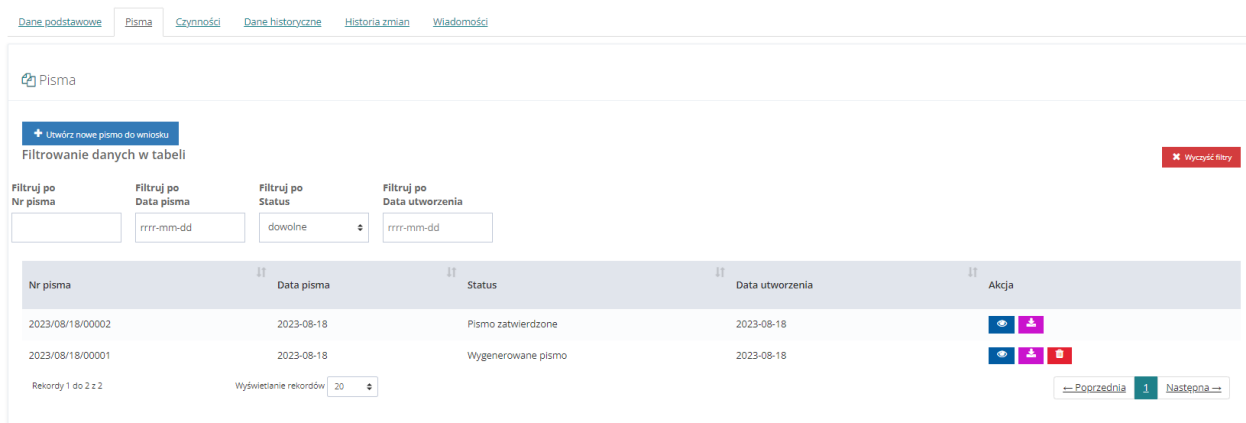 Dane podstawowe Pisma Czynności Dane historyczne Historia zmian Wiadomości
Pisma
Utwórz nowe pismo do wniosku
Filtrowanie danych w tabeli
Wyczyść filtry
Filtruj po Filtruj po Filtruj po Filtruj po
Nr pisma Data pisma Status Data utworzenia
rrrr-mm-dd dowolne rrrr-mm-dd
Nr pisma Data pisma Status Data utworzenia Akcja
2023/08/18/00002 2023-08-18 Pismo zatwierdzone 2023-08-18
2023/08/18/00001 2023-08-18 Wygenerowane pismo 2023-08-18
Rekordy 1 do 2 z 2 Wyświetlanie rekordów 20 ← Poprzednia 1 Następna →